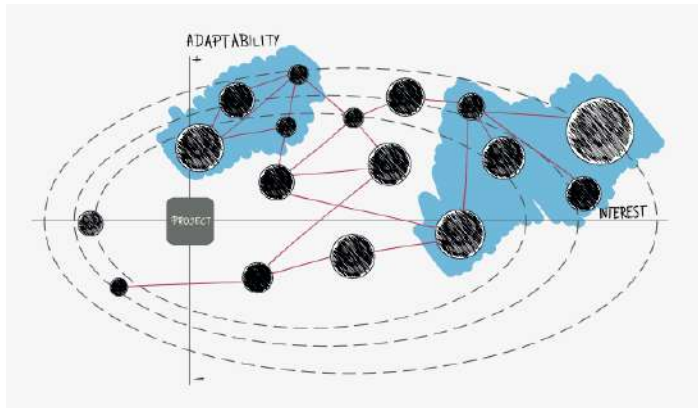 ADAPTABILITY
+
PROJECT
INTEREST
-